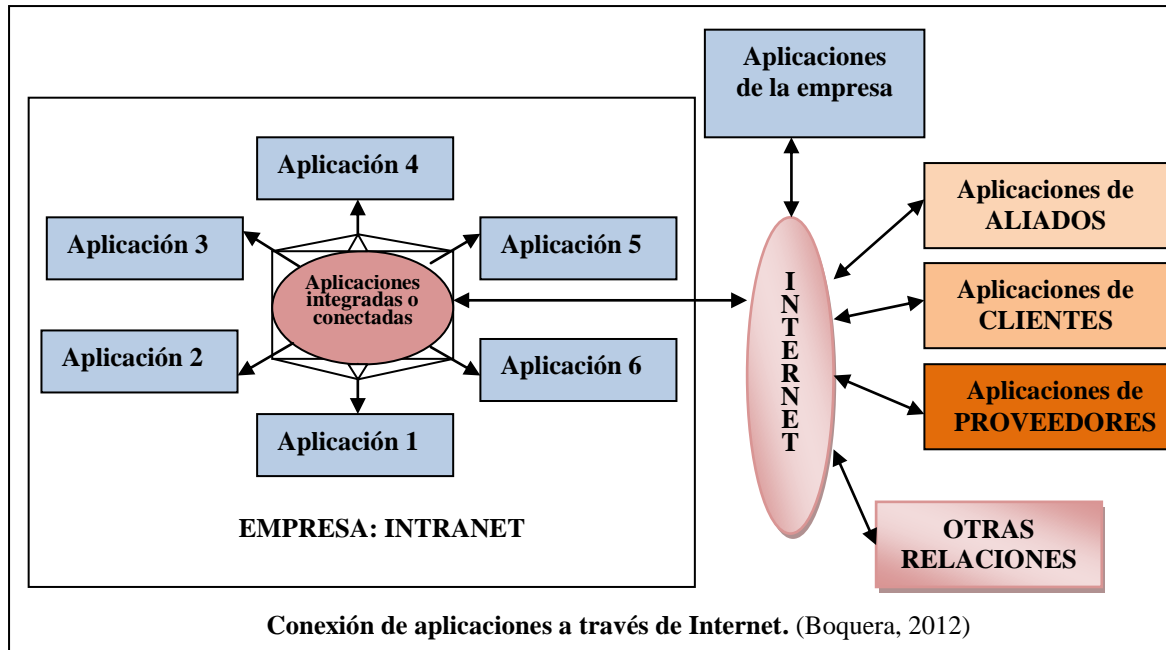 Aplicaciones
de la empresa
Aplicación 4
Aplicación 3
Aplicación 5
Aplicaciones
integradas o
conectadas
Aplicación 2
Aplicación 6
Aplicación 1
EMPRESA: INTRANET
INTERNET
Aplicaciones de
ALIADOS
Aplicaciones de
CLIENTES
Aplicaciones de
PROVEEDORES
OTRAS
RELACIONES
Conexión de aplicaciones a través de Internet. (Boquera, 2012)